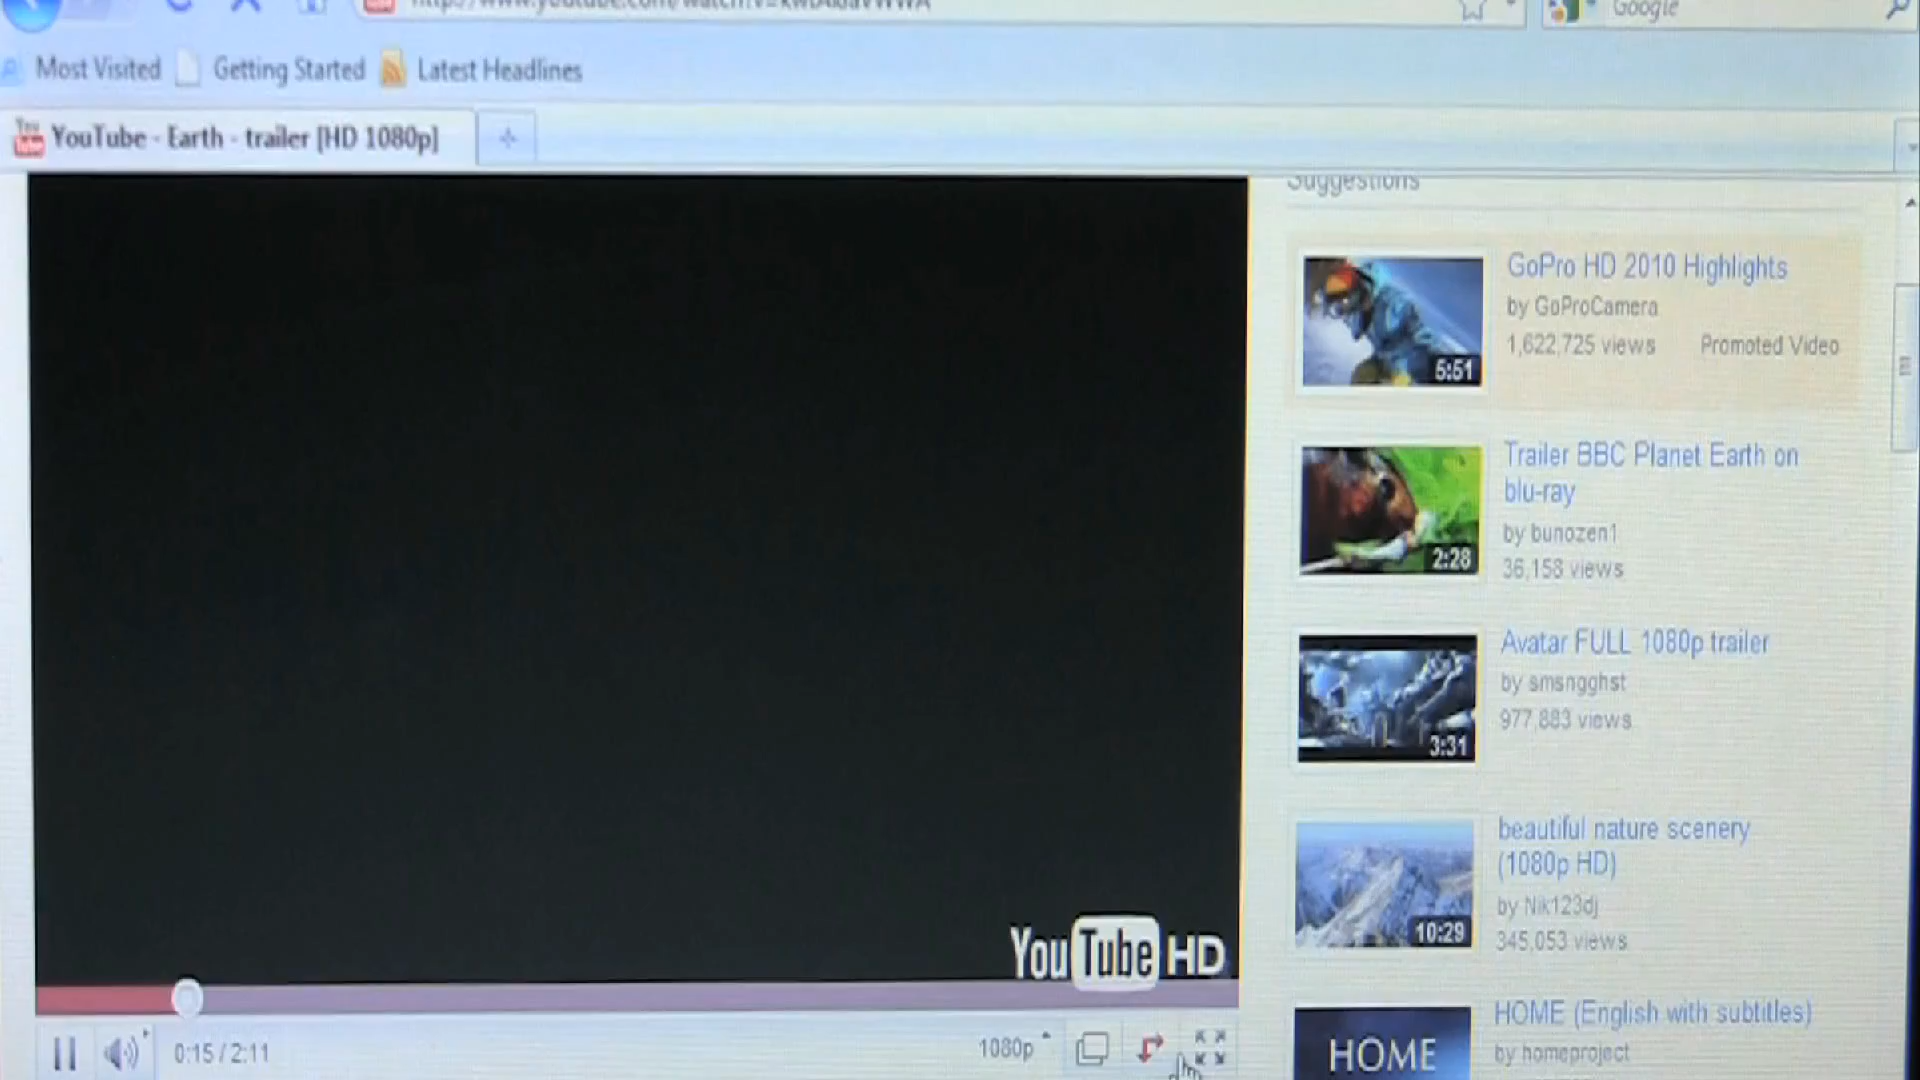 Google
Most Visited Getting Started Latest Headlines
YouTube - Earth - trailer [HD 1080p]
Suggestions
GoPro HD 2010 Highlights
by GoProCamera
1,622,725 views Promoted Video
5:51
Trailer BBC Planet Earth on
blu-ray
by bunozen1
2:28
36,158 views
Avatar FULL 1080p trailer
by smsngghst
977,883 views
3:31
beautiful nature scenery
(1080p HD)
by Nik123dj
10:29
345,053 views
YouTube HD
HOME (English with subtitles)
HOME
by homeproject
0:15 / 2:11
1080p